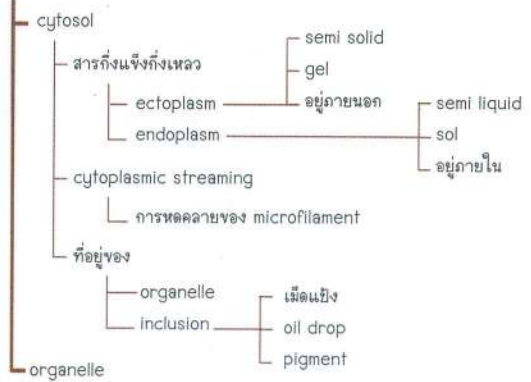 cytosol
สารกึ่งแข็งกึ่งเหลว
ectoplasm
semi solid
gel
อยู่ภายนอก
endoplasm
semi liquid
sol
อยู่ภายใน
cytoplasmic streaming
การหดคลายของ microfilament
ที่อยู่ของ
organelle
inclusion
เม็ดแป้ง
oil drop
pigment
organelle